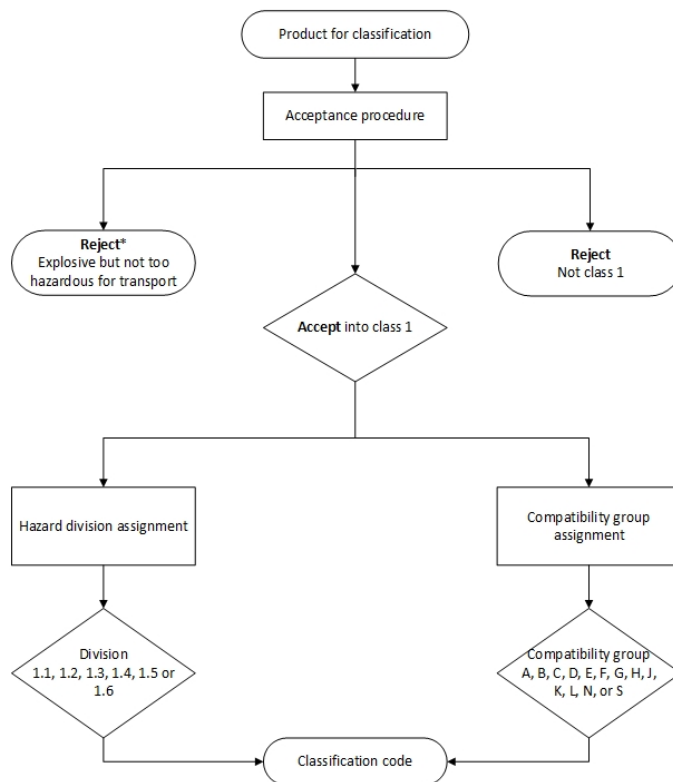 Product for classification
Acceptance procedure
Reject*
Explosive but not too
hazardous for transport
Reject
Not class 1
Accept into class 1
Hazard division assignment
Compatibility group
assignment
Division
1.1, 1.2, 1.3, 1.4, 1.5 or
1.6
Compatibility group
A, B, C, D, E, F, G, H, J,
K, L, N, or S
Classification code